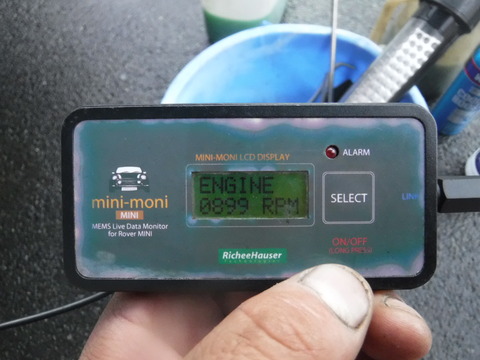 MINI-MONI LCD DISPLAY
ALARM
mini-moni
MINI
MEMS Live Data Monitor
for Rover MINI
ENGINE
0899 RPM
SELECT
LINK
ON/OFF
(LONG PRESS)
RicheeHauser